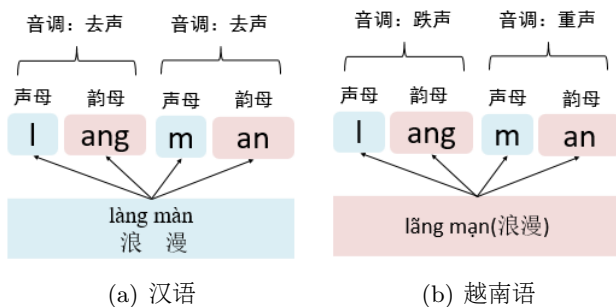 音调：去声 音调：去声
声母 韵母 声母 韵母
l ang m an
làng màn
浪 漫
(a) 汉语
音调：跌声 音调：重声
声母 韵母 声母 韵母
l ang m an
lãng mạn(浪漫)
(b) 越南语